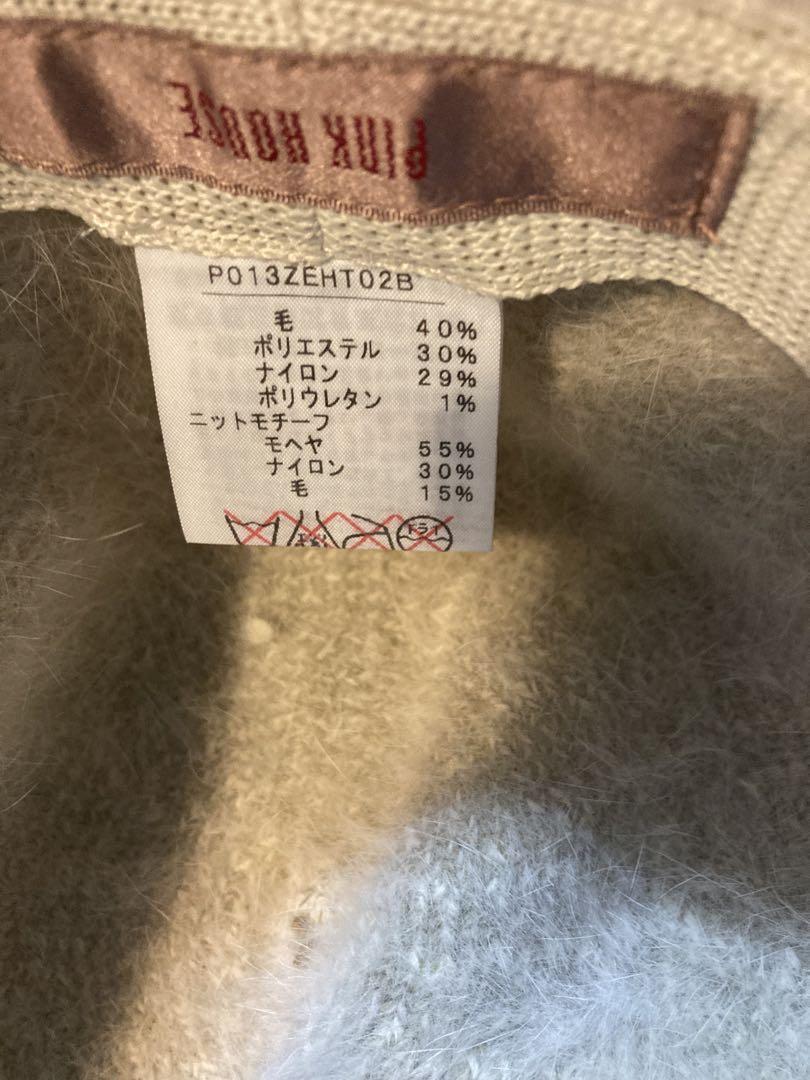 PINK HOUSE
P013ZEHT02B
毛 40%
ポリエステル 30%
ナイロン 29%
ポリウレタン 1%
ニットモチーフ
モヘヤ 55%
ナイロン 30%
毛 15%
ドライ